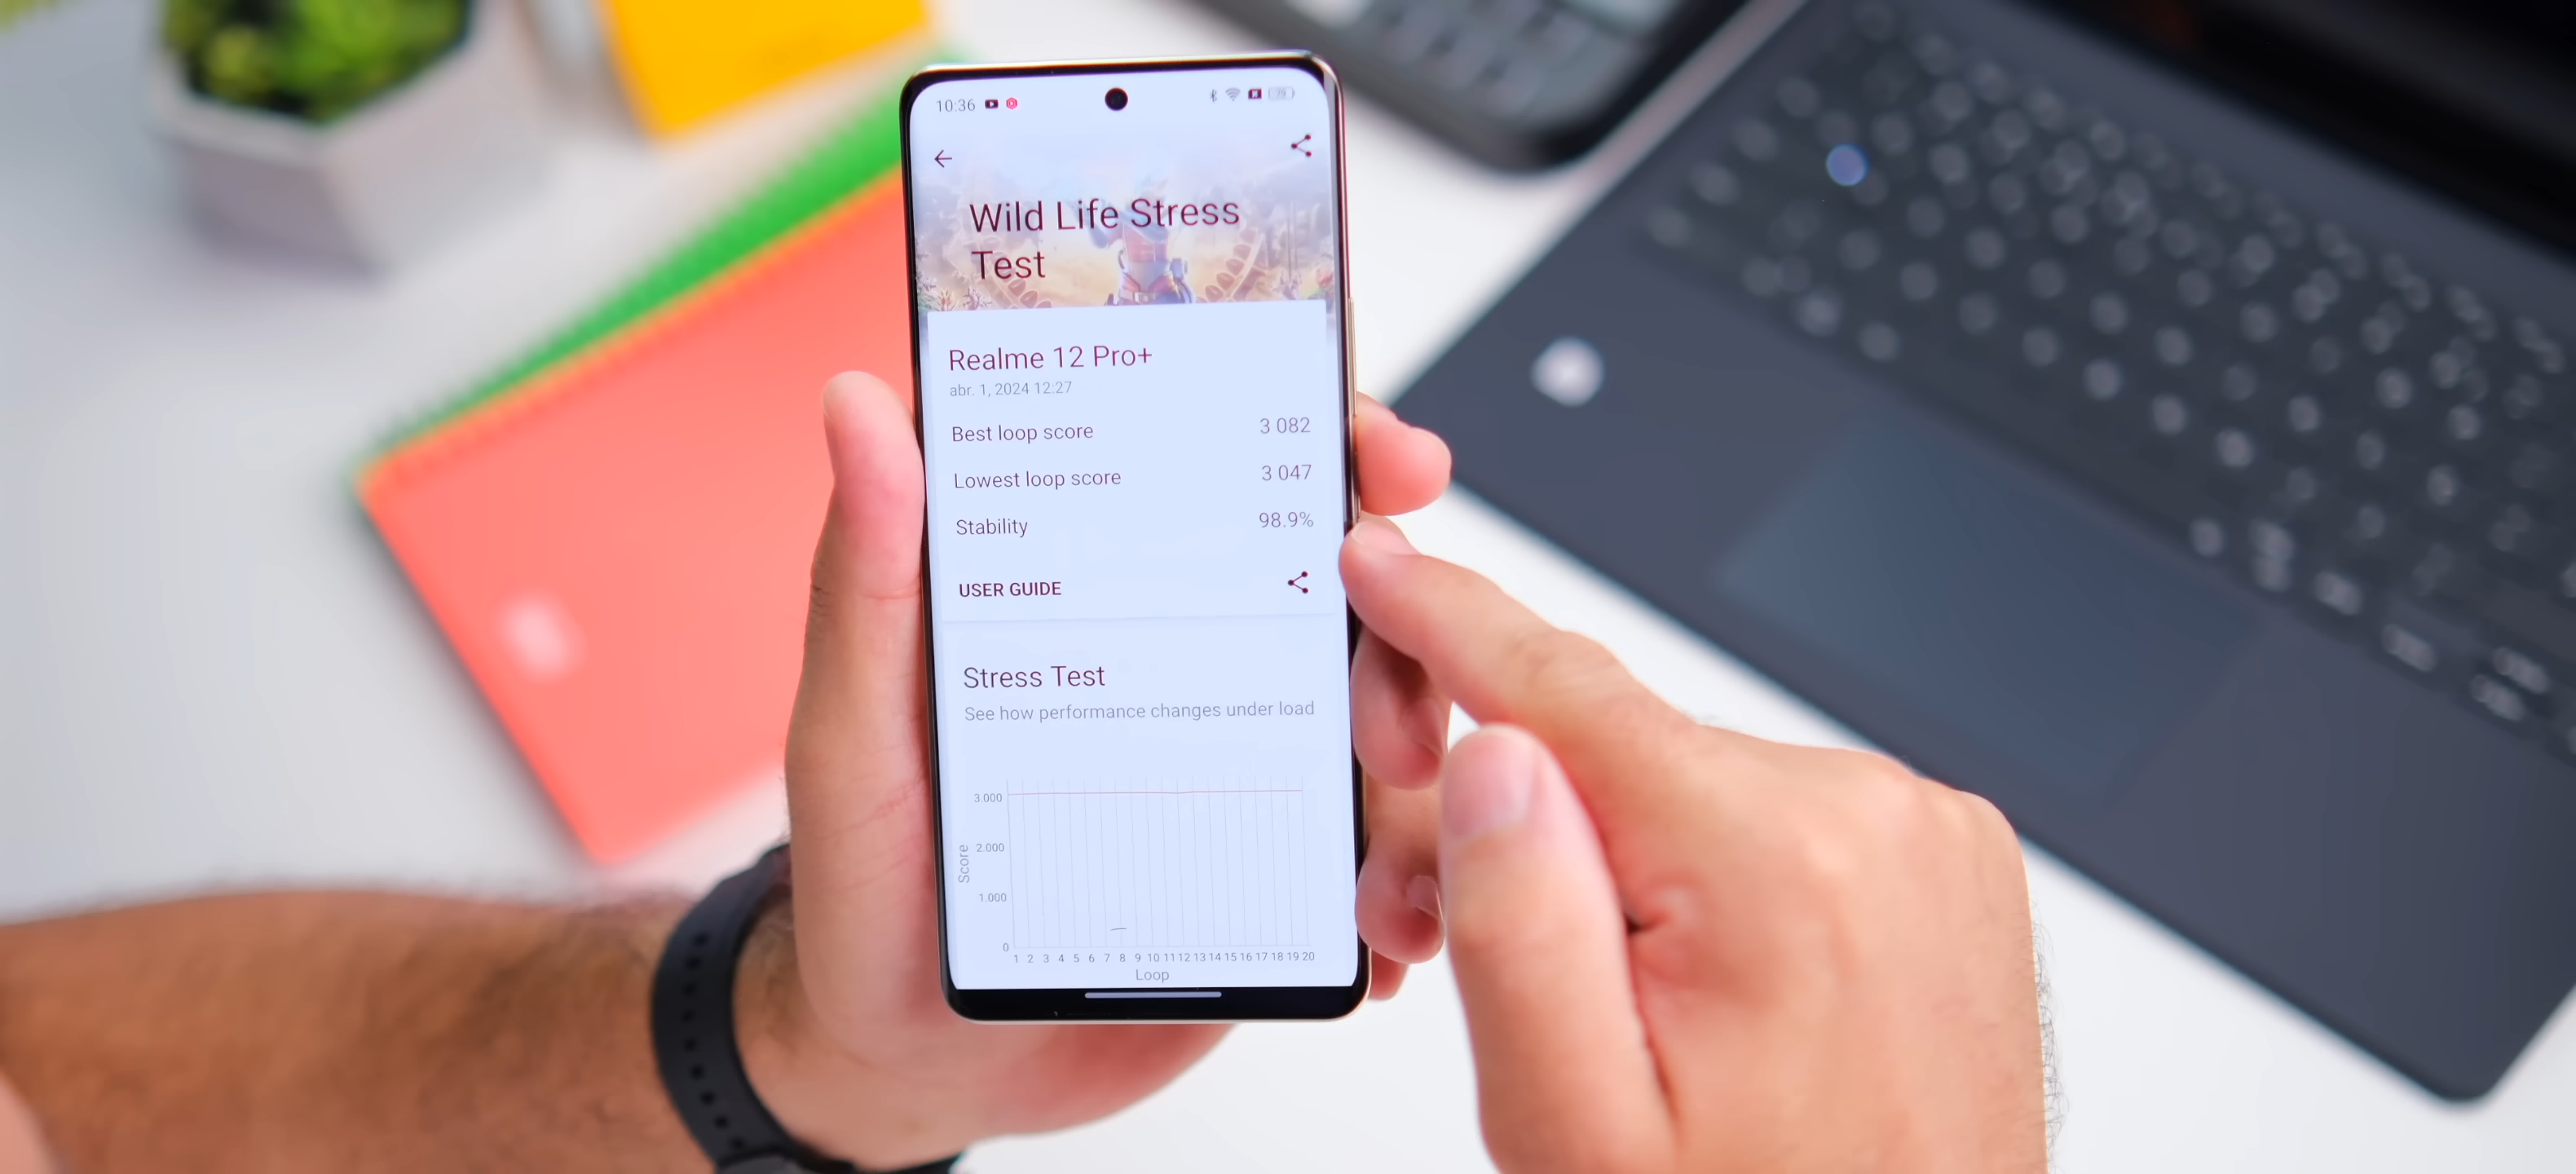 10:36
Wild Life Stress
Test
Realme 12 Pro+
abr. 1, 2024 12:27
Best loop score 3 082
Lowest loop score 3 047
Stability 98.9%
USER GUIDE
Stress Test
See how performance changes under load
3.000
2.000
1.000
0
Score
1 2 3 4 5 6 7 8 9 10 11 12 13 14 15 16 17 18 19 20
Loop